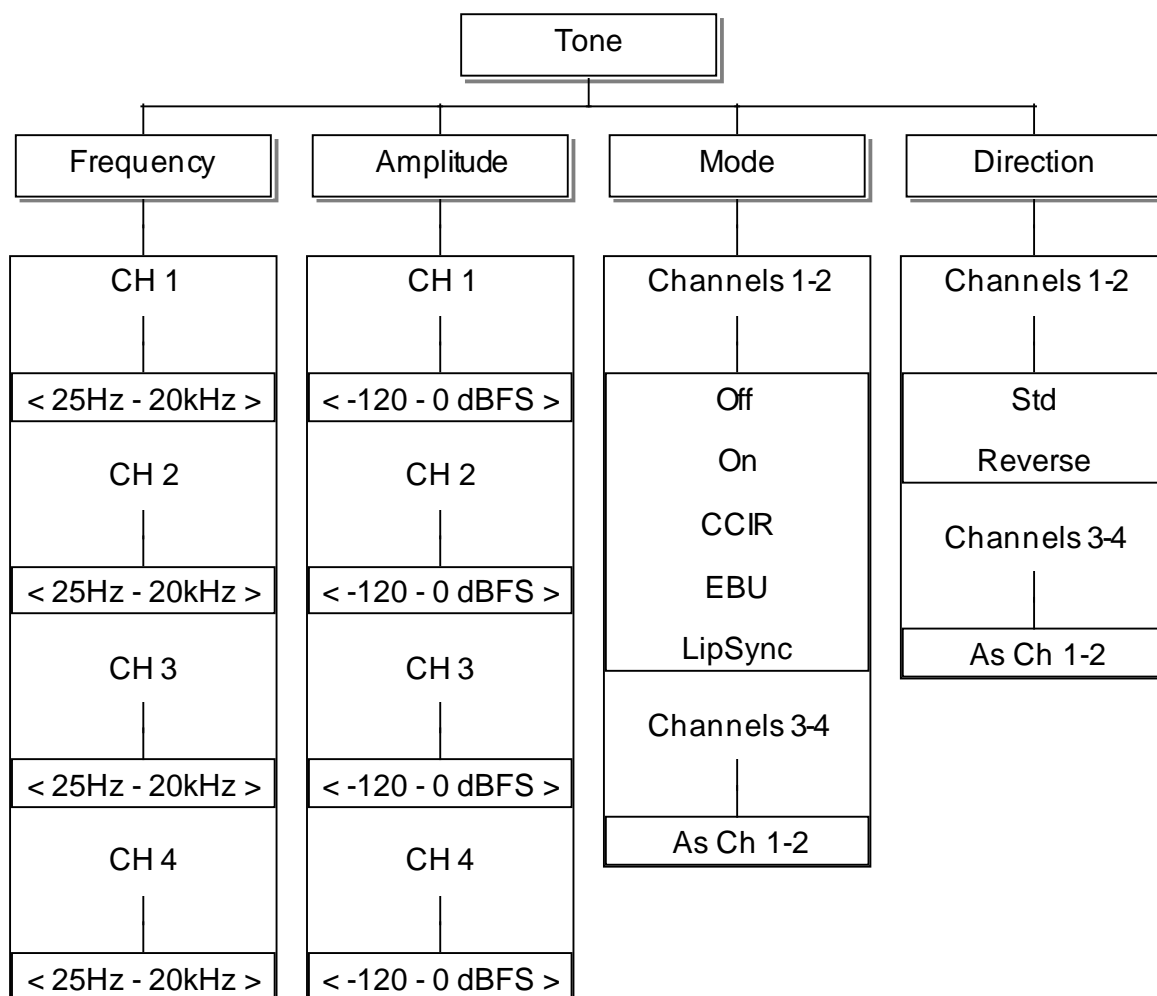 Tone
Frequency
Amplitude
Mode
Direction
CH 1
< 25Hz - 20kHz >
CH 2
< 25Hz - 20kHz >
CH 3
< 25Hz - 20kHz >
CH 4
< 25Hz - 20kHz >
CH 1
< -120 - 0 dBFS >
CH 2
< -120 - 0 dBFS >
CH 3
< -120 - 0 dBFS >
CH 4
< -120 - 0 dBFS >
Channels 1-2
Off
On
CCIR
EBU
LipSync
Channels 3-4
As Ch 1-2
Channels 1-2
Std
Reverse
Channels 3-4
As Ch 1-2